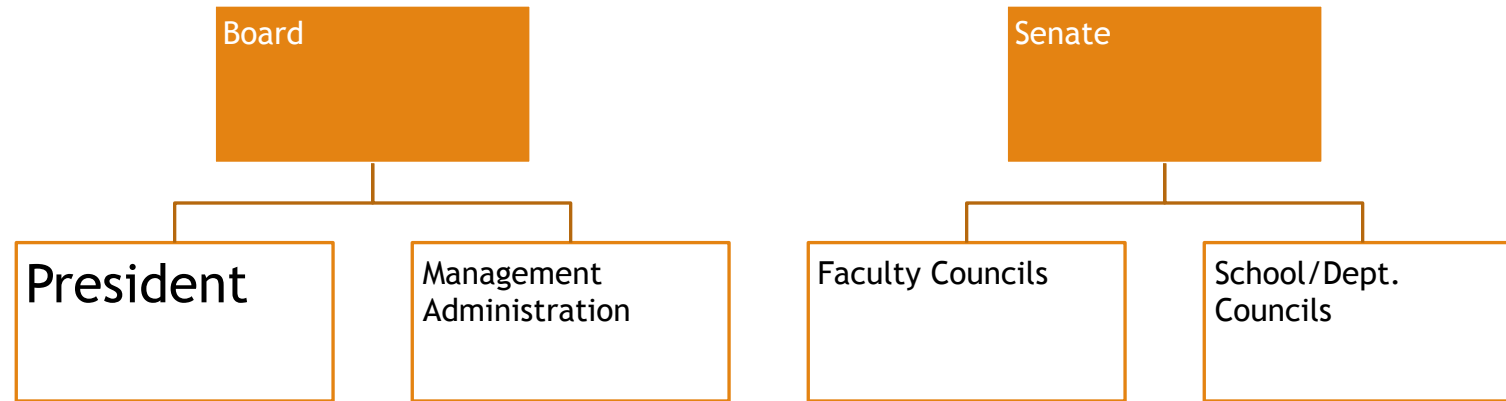 Board
Senate
President
Management
Administration
Faculty Councils
School/Dept.
Councils